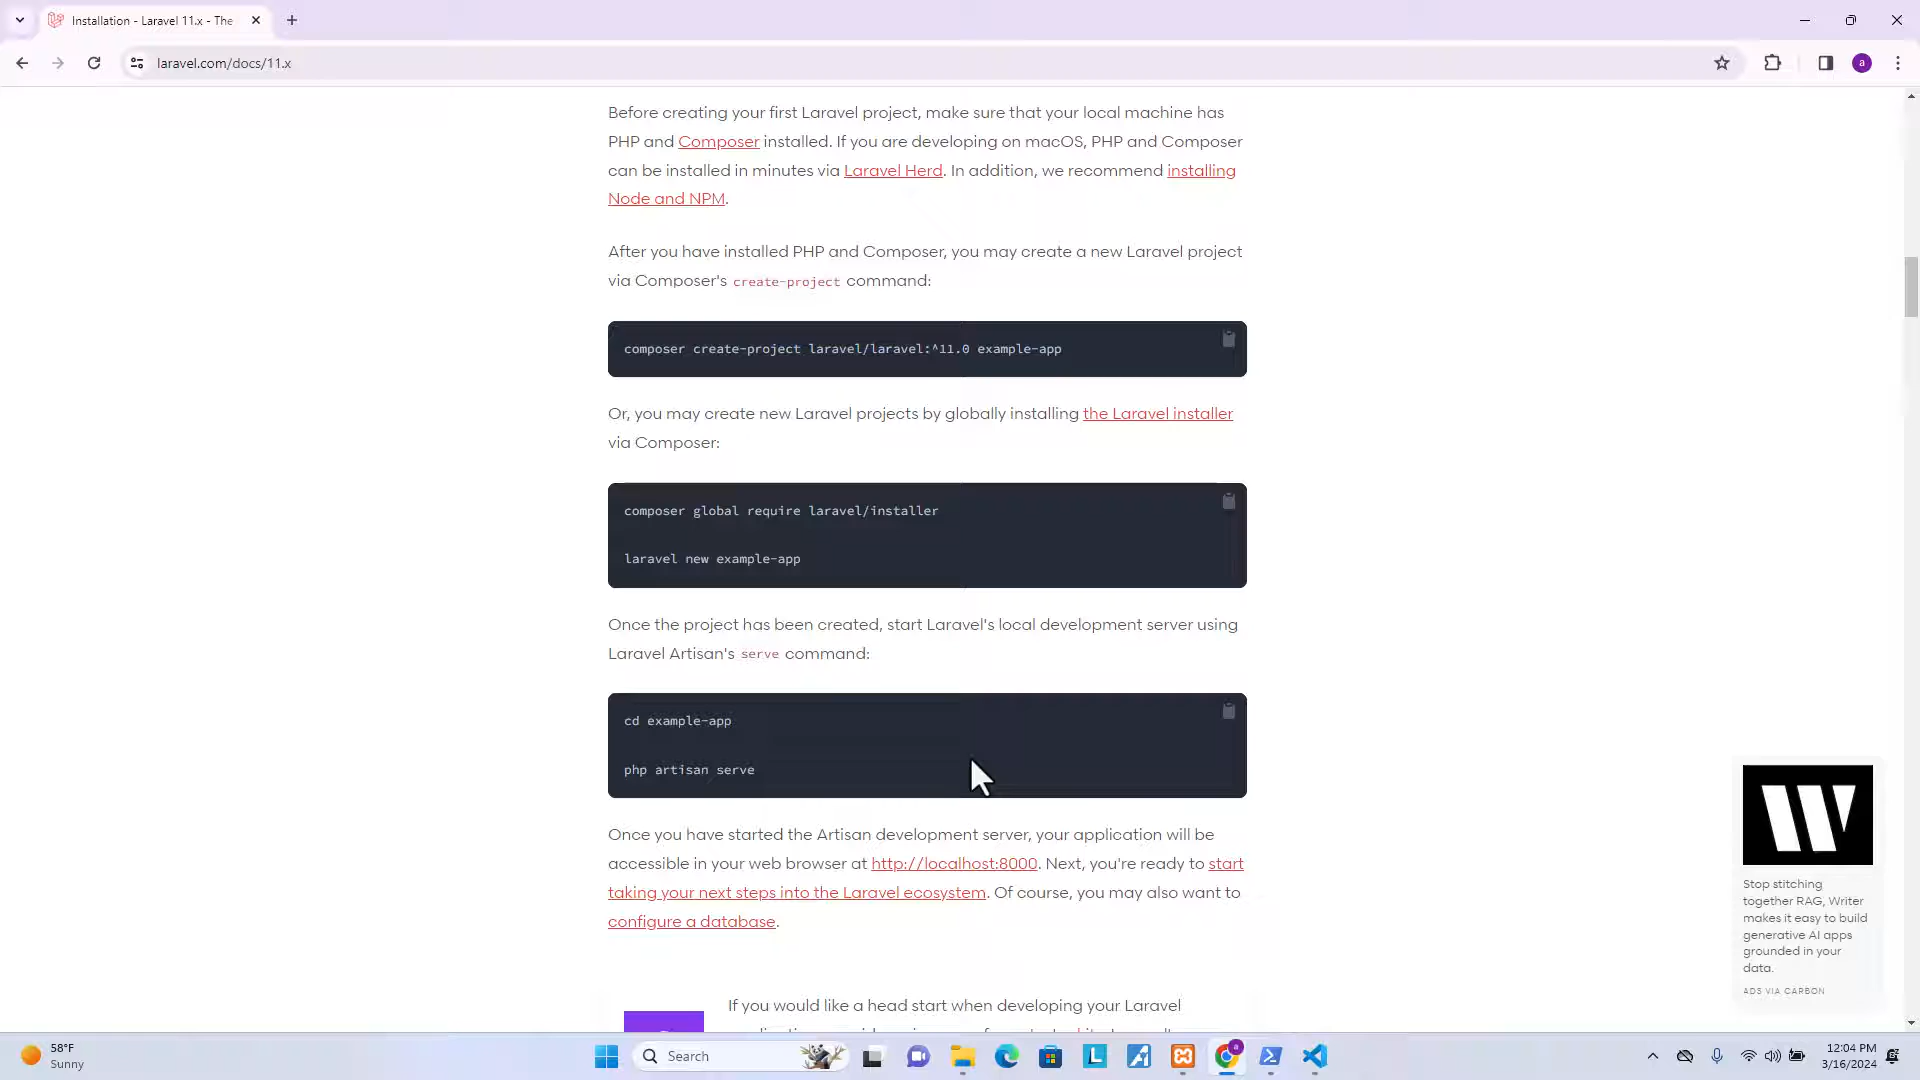 Installation - Laravel 11.x - The
laravel.com/docs/11.x
a
Before creating your first Laravel project, make sure that your local machine has
PHP and Composer installed. If you are developing on macOS, PHP and Composer
can be installed in minutes via Laravel Herd. In addition, we recommend installing
Node and NPM.
After you have installed PHP and Composer, you may create a new Laravel project
via Composer's create-project command:
composer create-project laravel/laravel:^11.0 example-app
Or, you may create new Laravel projects by globally installing the Laravel installer
via Composer:
composer global require laravel/installer
laravel new example-app
Once the project has been created, start Laravel's local development server using
Laravel Artisan's serve command:
cd example-app
php artisan serve
Once you have started the Artisan development server, your application will be
accessible in your web browser at http://localhost:8000. Next, you're ready to start
taking your next steps into the Laravel ecosystem. Of course, you may also want to
configure a database.
Stop stitching
together RAG, Writer
makes it easy to build
generative AI apps
grounded in your
data.
ADS VIA CARBON
If you would like a head start when developing your Laravel
58°F
Sunny
Search
L
a
12:04 PM
3/16/2024